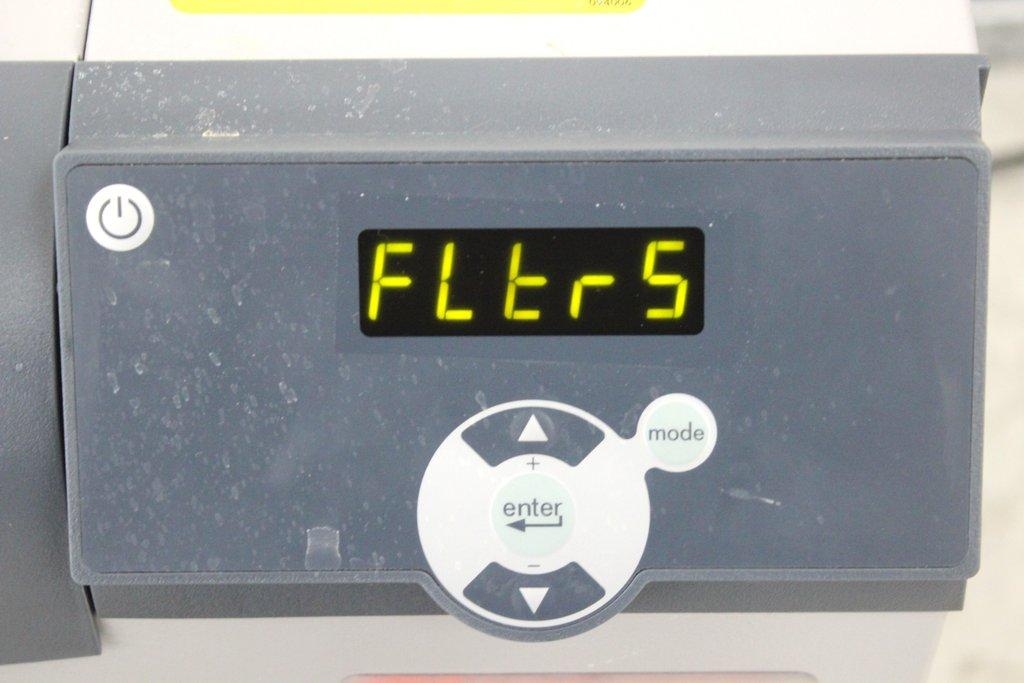 FLtrS
mode
+
enter
-